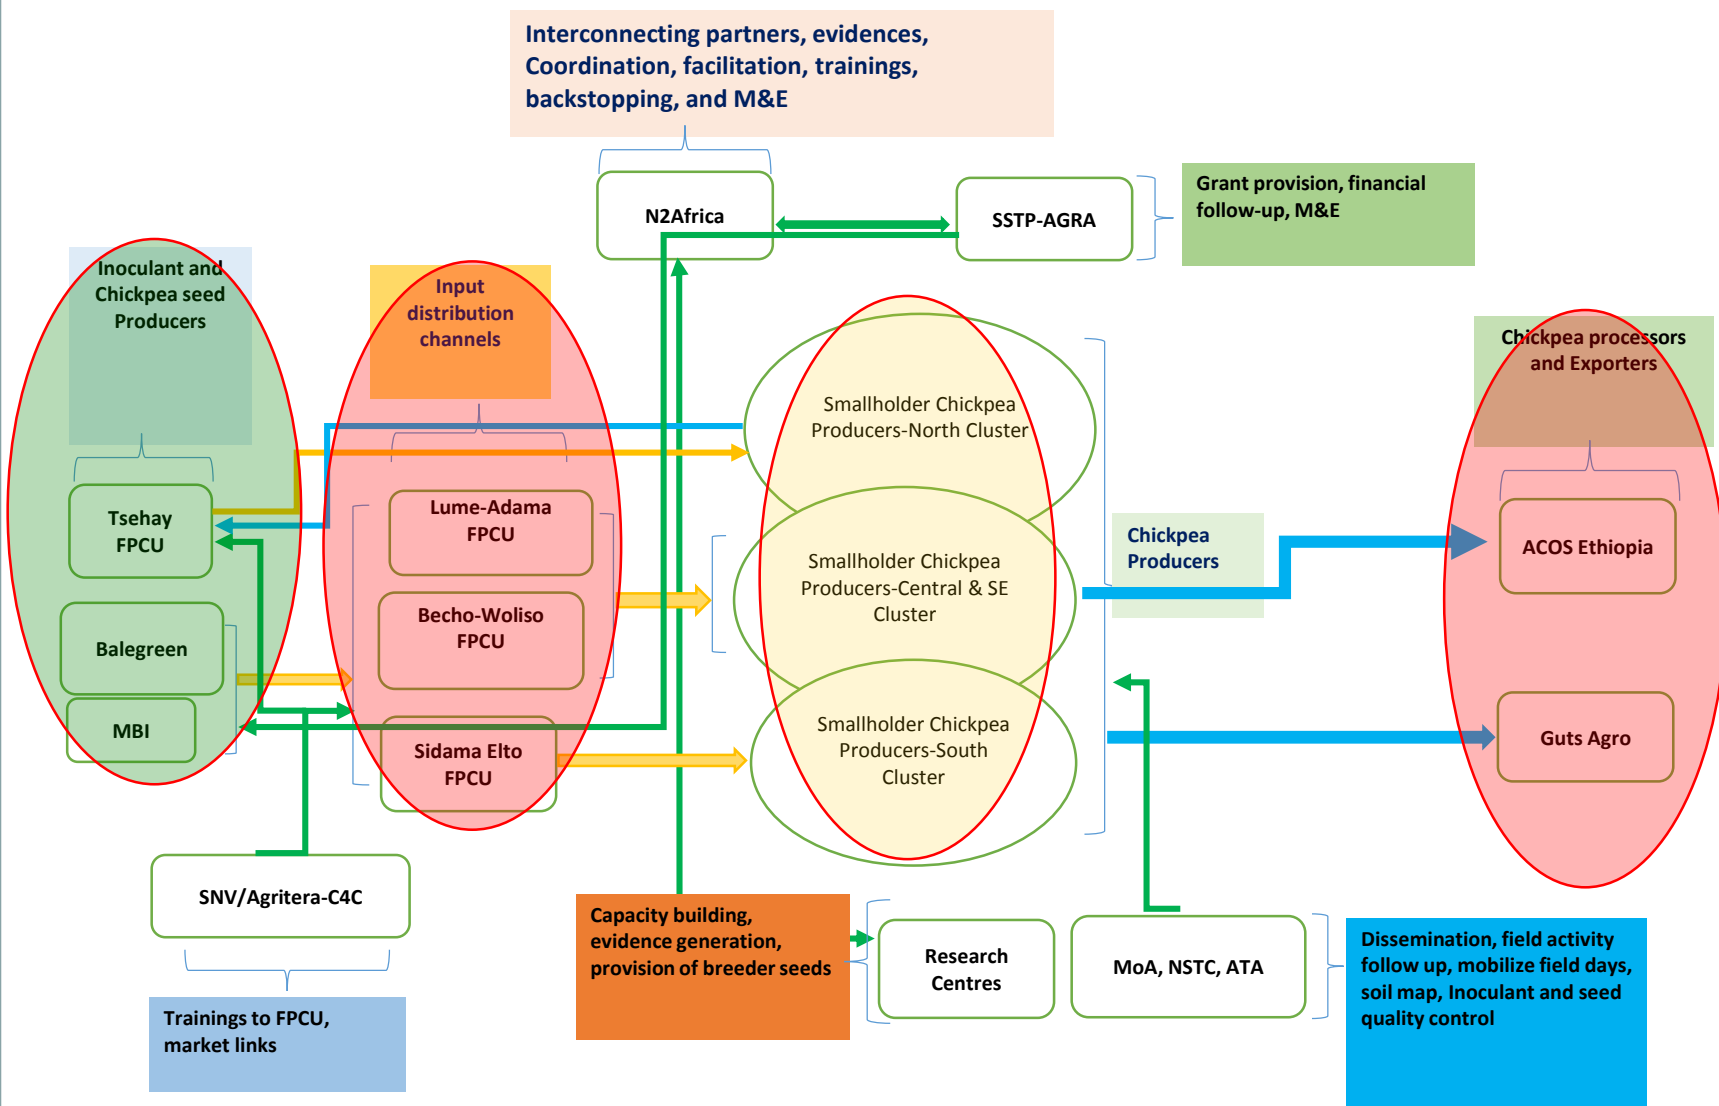 Interconnecting partners, evidences,
Coordination, facilitation, trainings,
backstopping, and M&E
N2Africa
SSTP-AGRA
Grant provision, financial
follow-up, M&E
Inoculant and
Chickpea seed
Producers
Input
distribution
channels
Chickpea processors
and Exporters
Smallholder Chickpea
Producers-North Cluster
Tsehay
FPCU
Lume-Adama
FPCU
Smallholder Chickpea
Producers-Central & SE
Cluster
Chickpea
Producers
ACOS Ethiopia
Balegreen
Becho-Woliso
FPCU
MBI
Sidama Elto
FPCU
Smallholder Chickpea
Producers-South
Cluster
Guts Agro
SNV/Agritera-C4C
Trainings to FPCU,
market links
Capacity building,
evidence generation,
provision of breeder seeds
Research
Centres
MoA, NSTC, ATA
Dissemination, field activity
follow up, mobilize field days,
soil map, Inoculant and seed
quality control